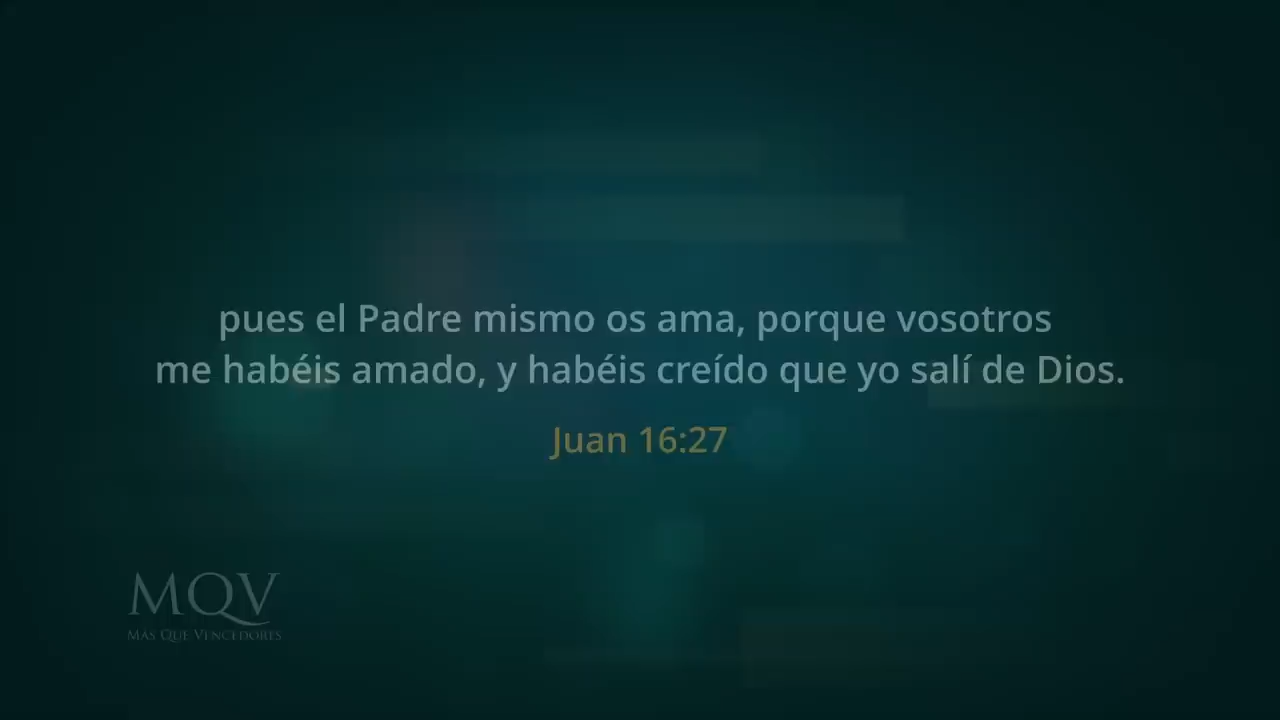 pues el Padre mismo os ama, porque vosotros
me habéis amado, y habéis creído que yo salí de Dios.
Juan 16:27
MQV
MÁS QUE VENCEDORES